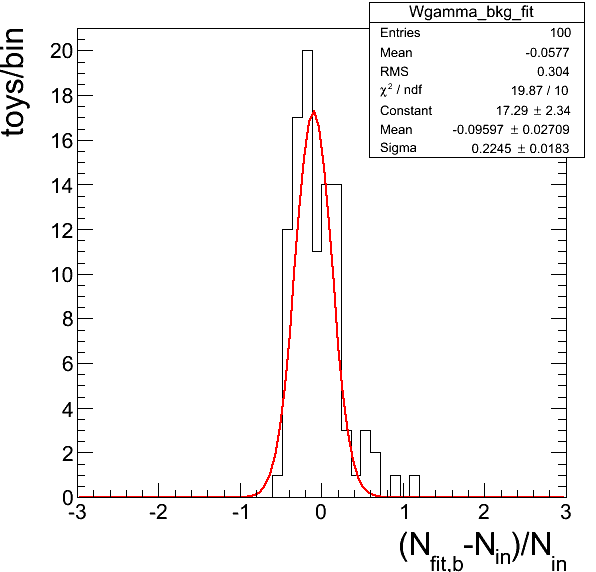 Wgamma_bkg_fit
Entries 100
Mean -0.0577
RMS 0.304
χ² / ndf 19.87 / 10
Constant 17.29 ± 2.34
Mean -0.09597 ± 0.02709
Sigma 0.2245 ± 0.0183
toys/bin
20
18
16
14
12
10
8
6
4
2
0
-3 -2 -1 0 1 2 3
(N_fit,b-N_in)/N_in